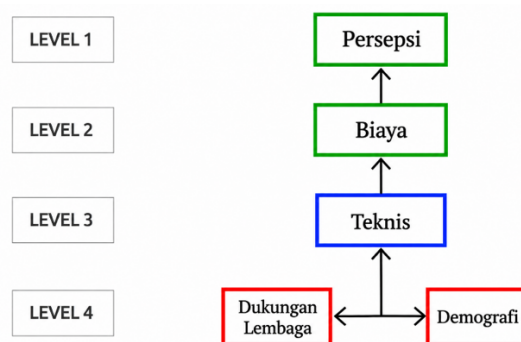 LEVEL 1
Persepsi
LEVEL 2
Biaya
LEVEL 3
Teknis
LEVEL 4
Dukungan
Lembaga
Demografi